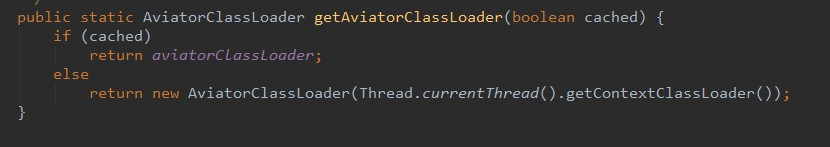 public static AviatorClassLoader getAviatorClassLoader(boolean cached) {
if (cached)
return aviatorClassLoader;
else
return new AviatorClassLoader(Thread.currentThread().getContextClassLoader());
}